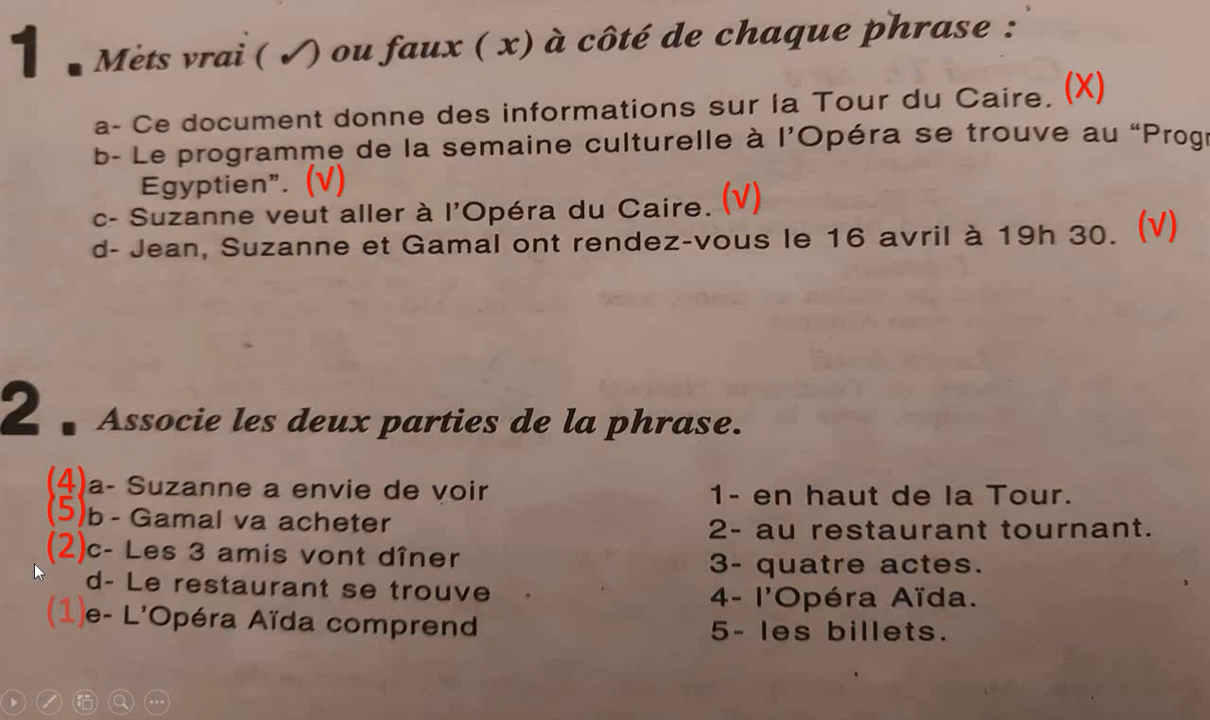 1. Mets vrai ( ✓) ou faux ( x) à côté de chaque phrase :
a- Ce document donne des informations sur la Tour du Caire. (X)
b- Le programme de la semaine culturelle à l'Opéra se trouve au “Progr
Egyptien”. (√)
c- Suzanne veut aller à l'Opéra du Caire. (√)
d- Jean, Suzanne et Gamal ont rendez-vous le 16 avril à 19h 30. (√)
2. Associe les deux parties de la phrase.
(4) a- Suzanne a envie de voir
(5) b - Gamal va acheter
(2) c- Les 3 amis vont dîner
d- Le restaurant se trouve
(1) e- L'Opéra Aïda comprend
1- en haut de la Tour.
2- au restaurant tournant.
3- quatre actes.
4- l'Opéra Aïda.
5- les billets.